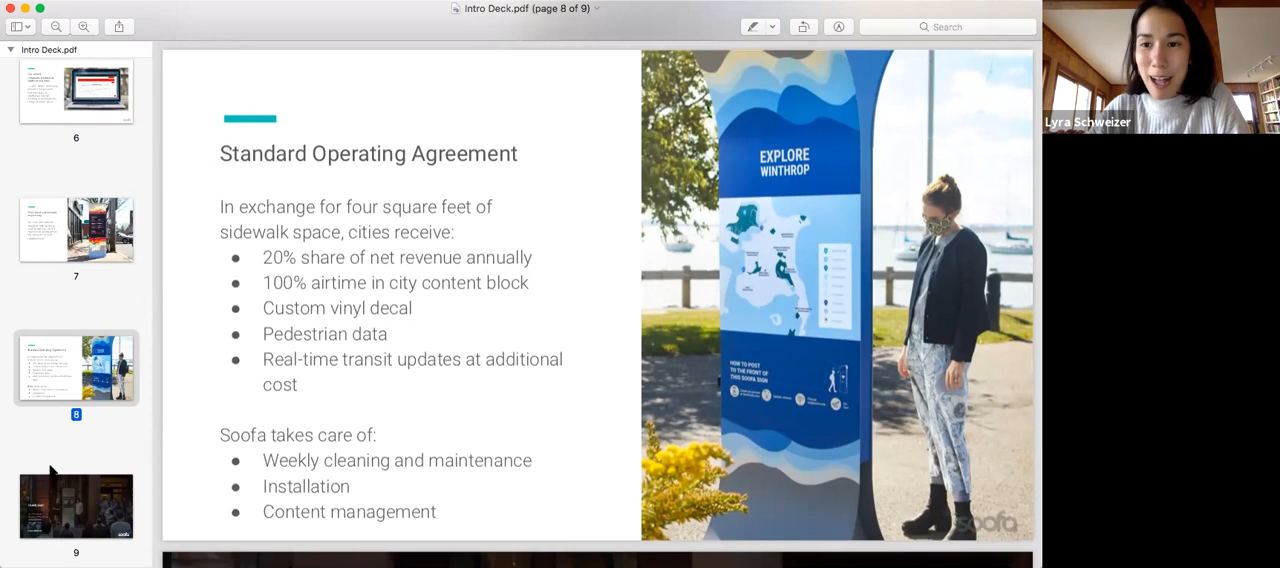 Intro Deck.pdf (page 8 of 9)
Search
Intro Deck.pdf
6
7
8
9
Standard Operating Agreement
In exchange for four square feet of
sidewalk space, cities receive:
● 20% share of net revenue annually
● 100% airtime in city content block
● Custom vinyl decal
● Pedestrian data
● Real-time transit updates at additional
cost
Soofa takes care of:
● Weekly cleaning and maintenance
● Installation
● Content management
EXPLORE
WINTHROP
HOW TO POST
TO THE FRONT OF
THIS SOOFA SIGN
soofa
Lyra Schweizer